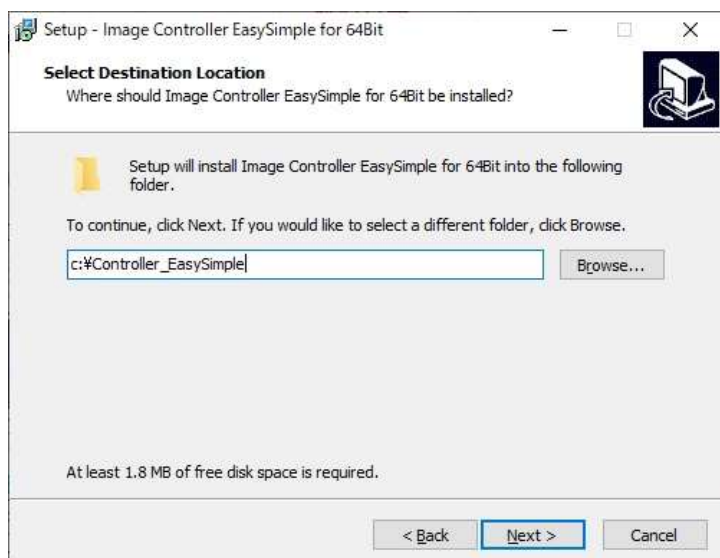 Setup - Image Controller EasySimple for 64Bit
Select Destination Location
Where should Image Controller EasySimple for 64Bit be installed?
Setup will install Image Controller EasySimple for 64Bit into the following
folder.
To continue, click Next. If you would like to select a different folder, click Browse.
c:¥Controller_EasySimple
Browse...
At least 1.8 MB of free disk space is required.
< Back
Next >
Cancel